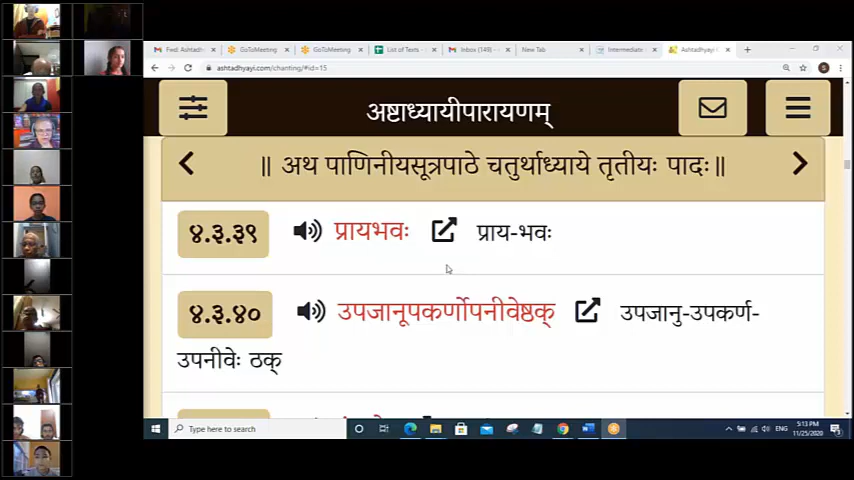 Fwd: Ashtadh
GoToMeeting
GoToMeeting
List of Texts -
Inbox (149) -
New Tab
Intermediate
Ashtadhyayi
ashtadhyayi.com/chanting/#id=15
अष्टाध्यायीपारायणम्
॥ अथ पाणिनीयसूत्रपाठे चतुर्थाध्याये तृतीयः पादः॥
४.३.३९ प्रायभवः प्राय-भवः
४.३.४० उपजानूपकर्णोपनीवेष्ठक् उपजानु-उपकर्ण-
उपनीवेः ठक्
Type here to search
ENG
5:13 PM
11/25/2020